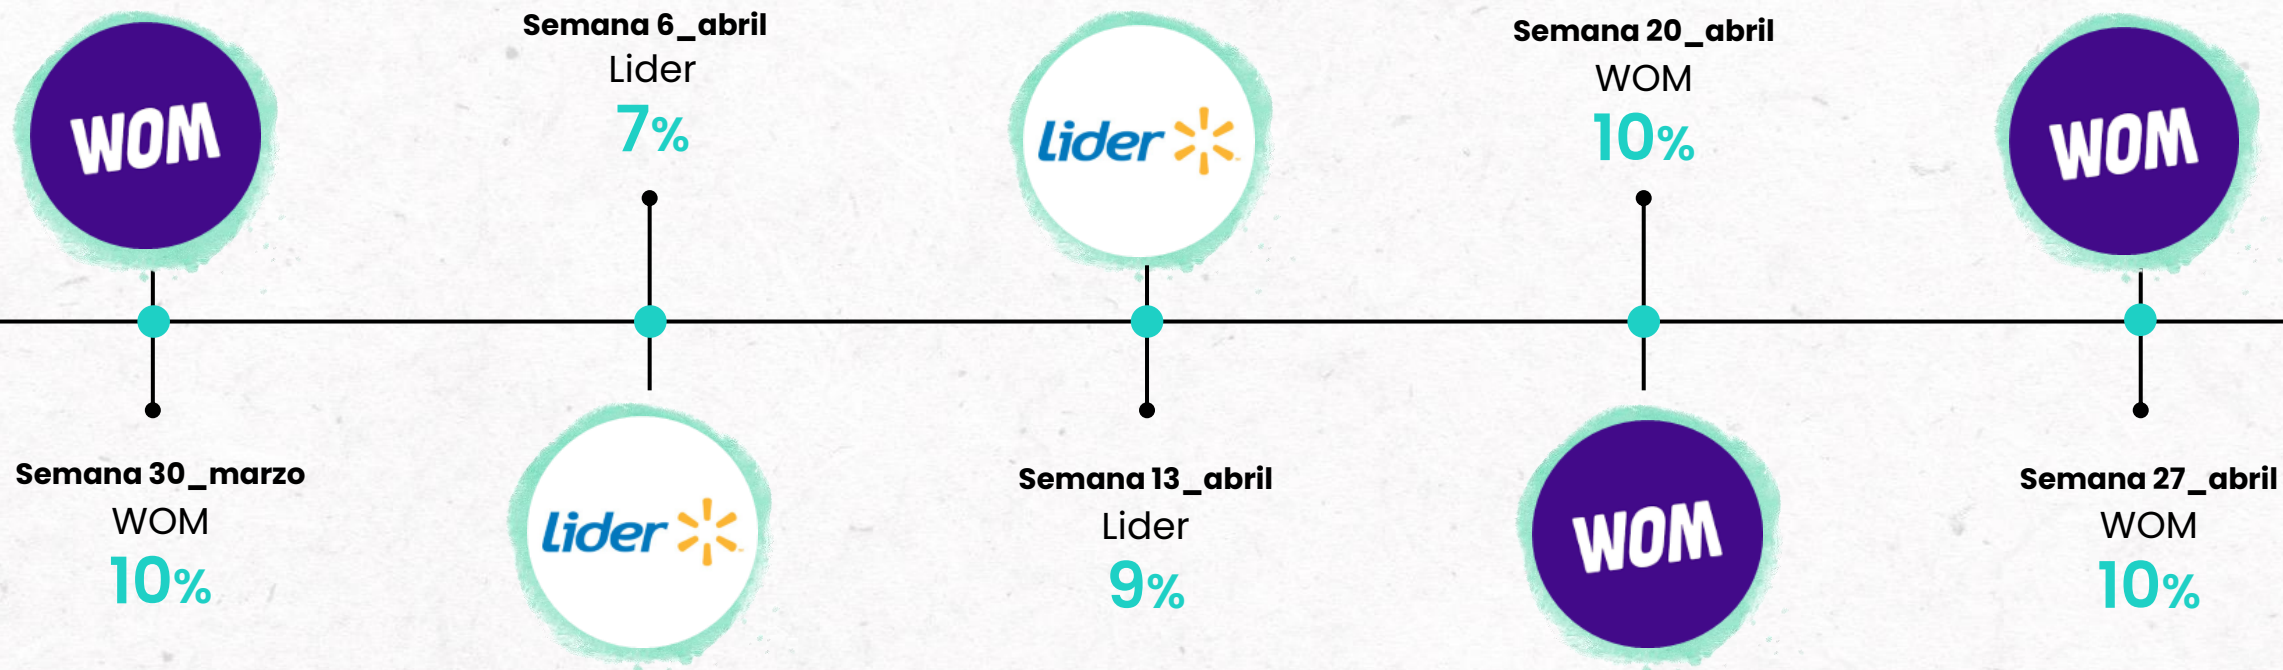 WOM
Semana 30_marzo
WOM
10%
Semana 6_abril
Lider
7%
Lider
Lider
Semana 13_abril
Lider
9%
Semana 20_abril
WOM
10%
WOM
WOM
Semana 27_abril
WOM
10%